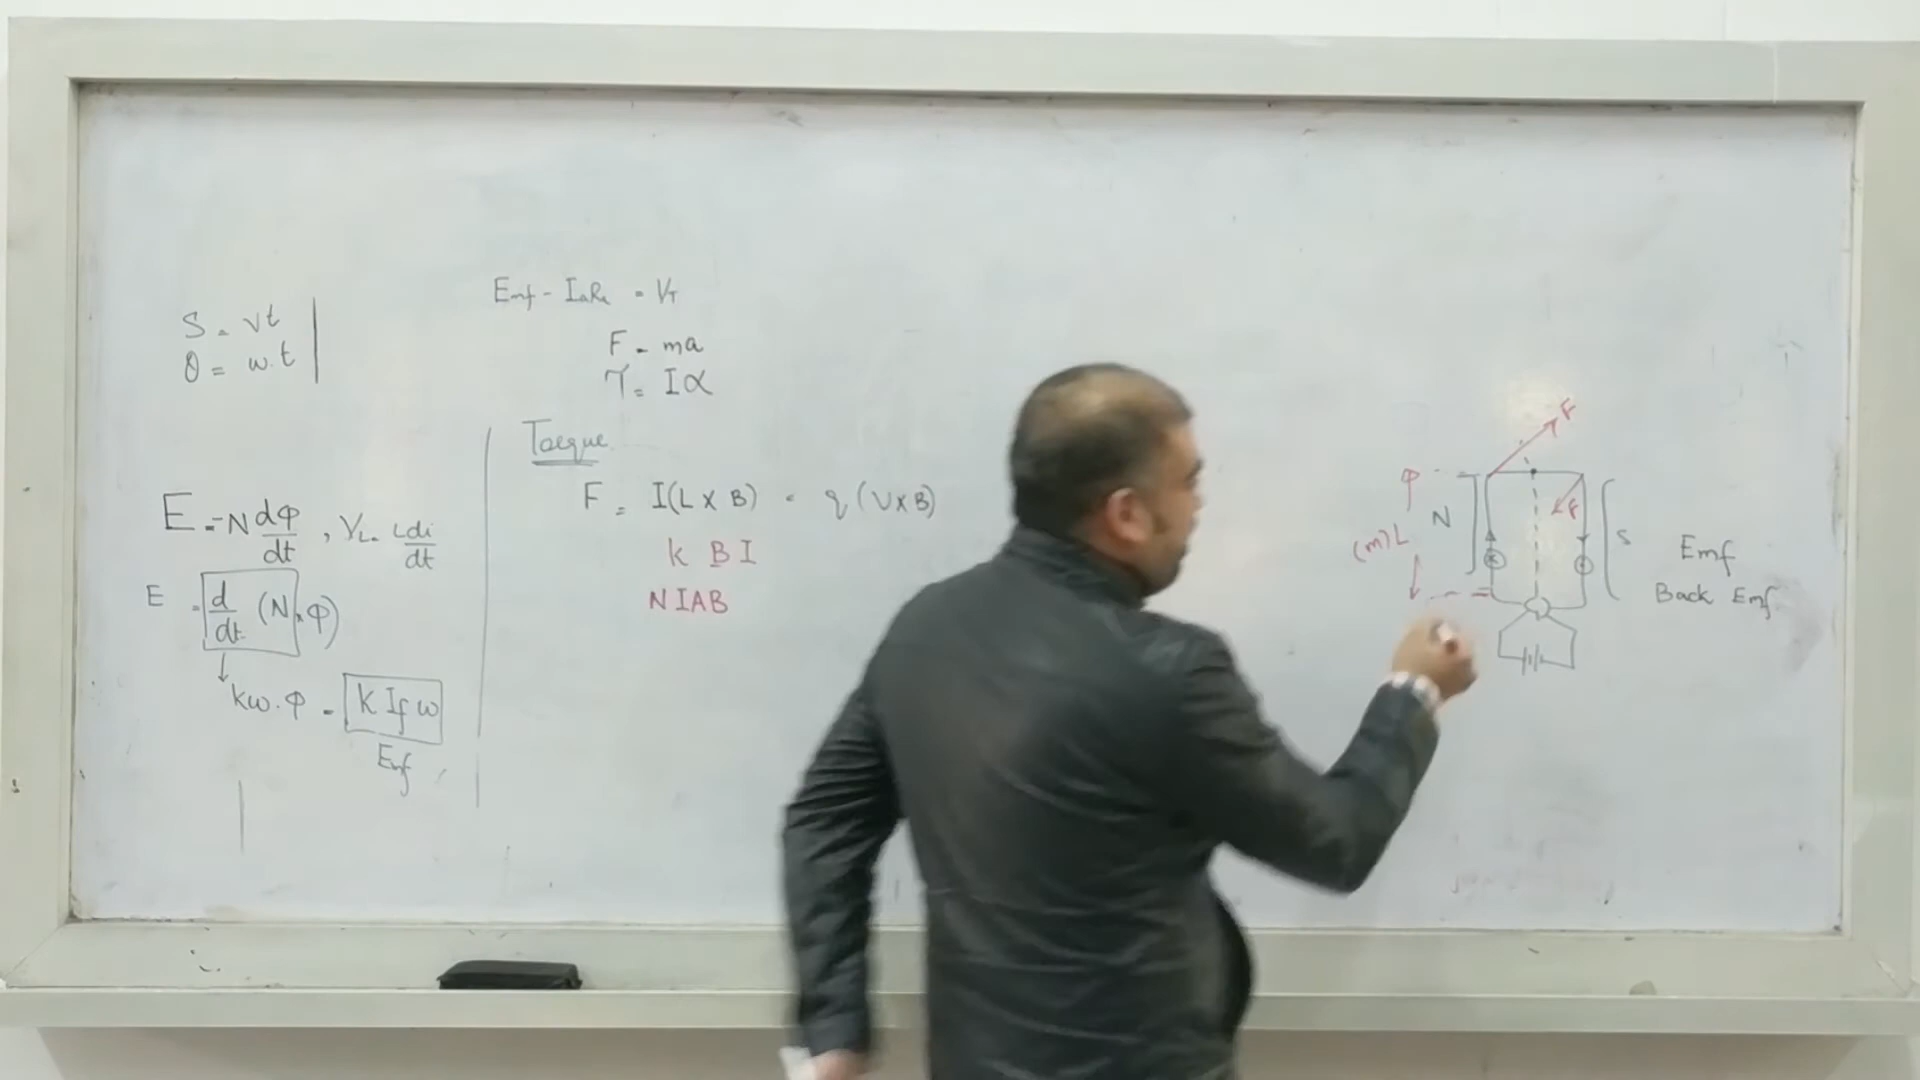 S = vt
θ = w.t
Emf - IaRa = VT
F = ma
τ = Iα
Torque
F = I(L x B) = q(V x B)
k B I
NIAB
E = -N dφ/dt , VL = L di/dt
E = d/dt (N.φ)
kω.φ = k If ω
Emf
F
F
N
S
(m)L
Emf
Back Emf